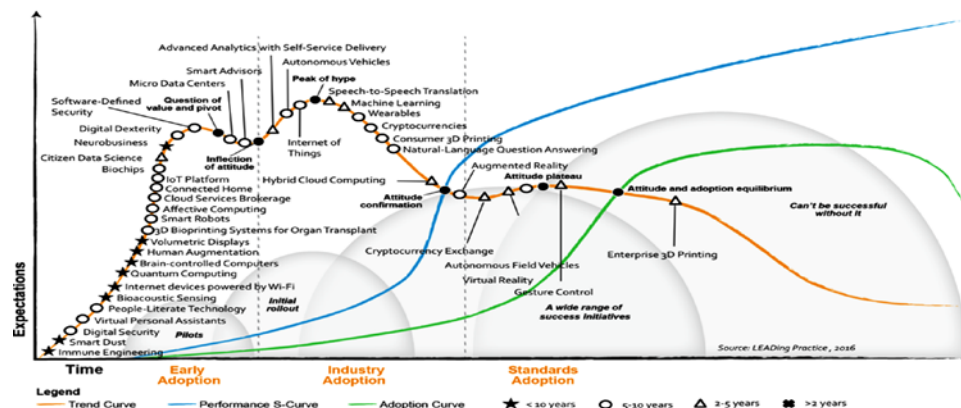 Advanced Analytics with Self-Service Delivery
Autonomous Vehicles
Smart Advisors
Peak of hype
Micro Data Centers
Speech-to-Speech Translation
Software-Defined
Security
Question of
value and pivot
Machine Learning
Wearables
Digital Dexterity
Cryptocurrencies
Neurobusiness
Consumer 3D Printing
Inflection
of attitude
Internet of
Things
Natural-Language Question Answering
Citizen Data Science
Biochips
Augmented Reality
IoT Platform
Hybrid Cloud Computing
Attitude plateau
Connected Home
Attitude
confirmation
Attitude and adoption equilibrium
Cloud Services Brokerage
Affective Computing
Can't be successful
without it
Smart Robots
3D Bioprinting Systems for Organ Transplant
Volumetric Displays
Human Augmentation
Cryptocurrency Exchange
Enterprise 3D Printing
Brain-controlled Computers
Autonomous Field Vehicles
Quantum Computing
Virtual Reality
Internet devices powered by Wi-Fi
Gesture Control
Bioacoustic Sensing
Initial
rollout
People-Literate Technology
A wide range of
success Initiatives
Virtual Personal Assistants
Digital Security
Pilots
Smart Dust
Immune Engineering
Source: LEADing Practice, 2016
Expectations
Time
Early
Adoption
Industry
Adoption
Standards
Adoption
Legend
Trend Curve
Performance S-Curve
Adoption Curve
< 10 years
5-10 years
2-5 years
>2 years